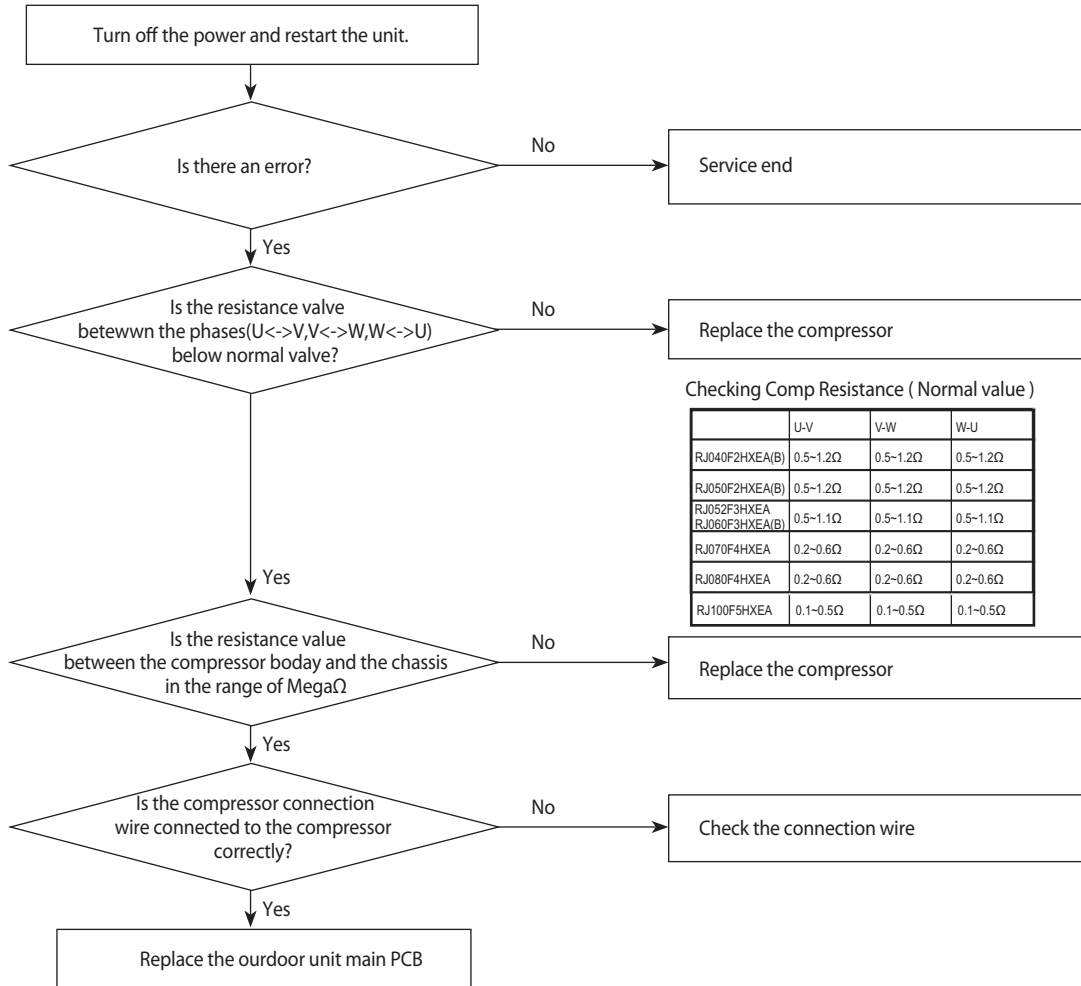 Turn off the power and restart the unit.
Is there an error?
No
Service end
Yes
Is the resistance valve
betewwn the phases(U<->V,V<->W,W<->U)
below normal valve?
No
Replace the compressor
Checking Comp Resistance ( Normal value )
U-V V-W W-U
RJ040F2HXEA(B) 0.5~1.2Ω 0.5~1.2Ω 0.5~1.2Ω
RJ050F2HXEA(B) 0.5~1.2Ω 0.5~1.2Ω 0.5~1.2Ω
RJ052F3HXEA
RJ060F3HXEA(B) 0.5~1.1Ω 0.5~1.1Ω 0.5~1.1Ω
RJ070F4HXEA 0.2~0.6Ω 0.2~0.6Ω 0.2~0.6Ω
RJ080F4HXEA 0.2~0.6Ω 0.2~0.6Ω 0.2~0.6Ω
RJ100F5HXEA 0.1~0.5Ω 0.1~0.5Ω 0.1~0.5Ω
Yes
Is the resistance value
between the compressor boday and the chassis
in the range of MegaΩ
No
Replace the compressor
Yes
Is the compressor connection
wire connected to the compressor
correctly?
No
Check the connection wire
Yes
Replace the ourdoor unit main PCB